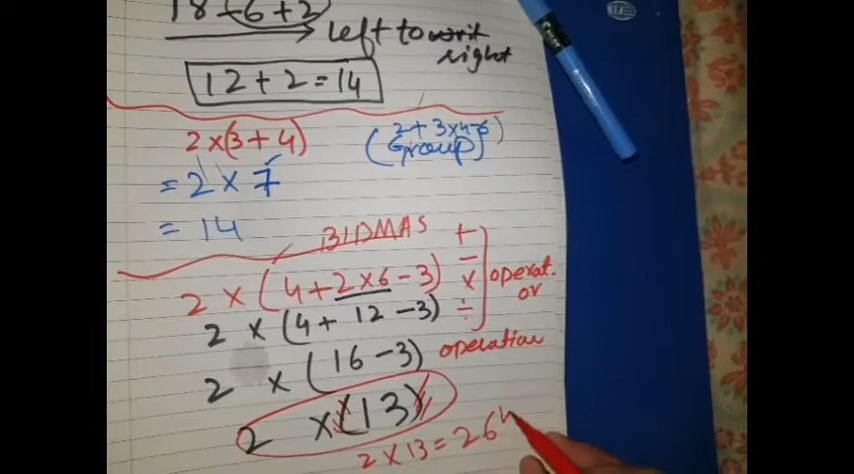 18 - 6 + 2
left to
right
12 + 2 = 14
2 × (3 + 4)
(2 + 3 × 4 - 6)
Group
= 2 × 7
= 14
BIDMAS
+
-
×
÷
operat.
or
operation
2 × (4 + 2 × 6 - 3)
2 × (4 + 12 - 3)
2 × (16 - 3)
2 × (13)
2 × 13 = 26